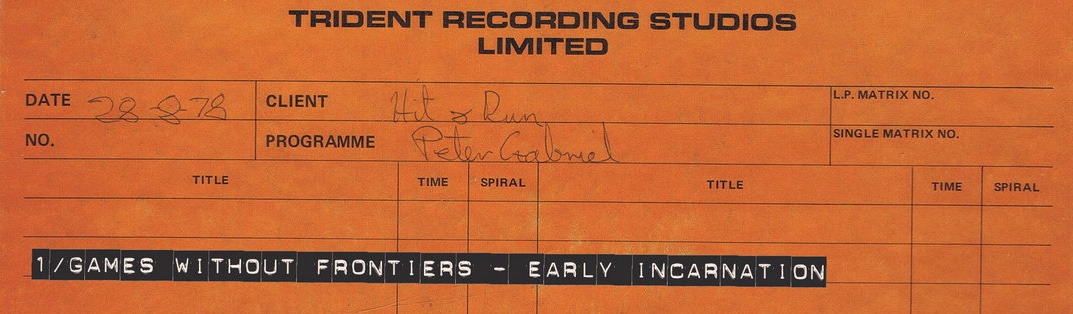 TRIDENT RECORDING STUDIOS
LIMITED
DATE 28-8-78 CLIENT Hit & Run L.P. MATRIX NO.
NO. PROGRAMME Peter Gabriel SINGLE MATRIX NO.
TITLE TIME SPIRAL TITLE TIME SPIRAL
1/GAMES WITHOUT FRONTIERS - EARLY INCARNATION